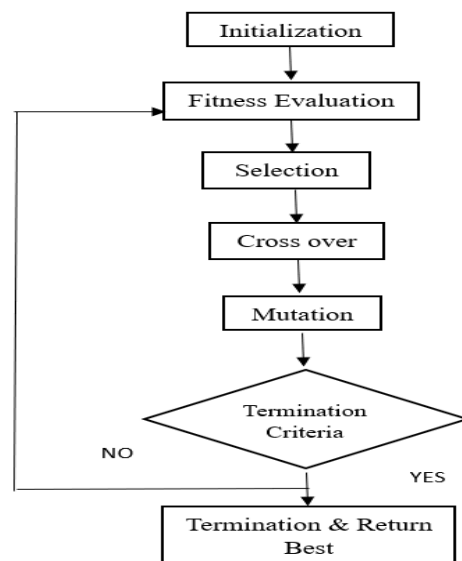 Initialization
Fitness Evaluation
Selection
Cross over
Mutation
Termination
Criteria
NO
YES
Termination & Return
Best